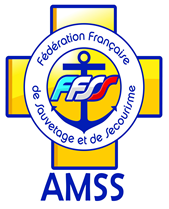 Fédération Française
FFSS
de Sauvetage et de Secourisme
AMSS